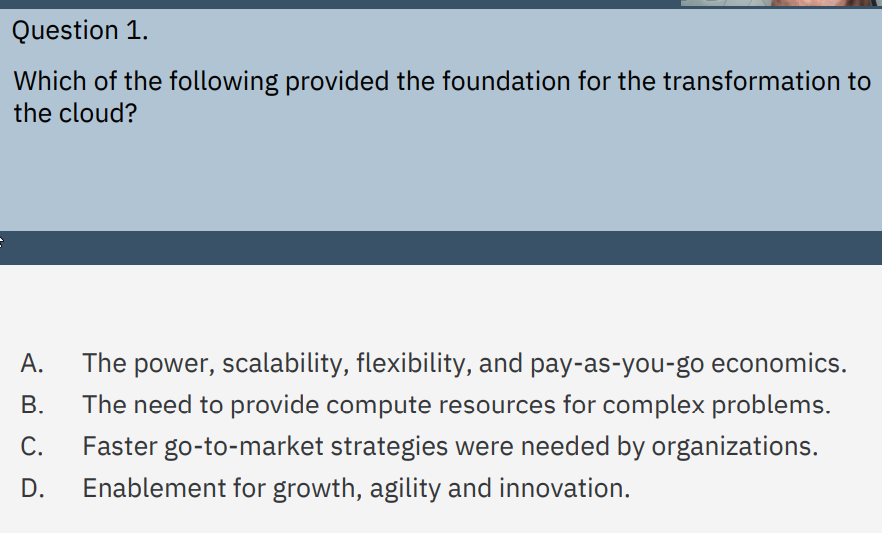 Question 1.
Which of the following provided the foundation for the transformation to
the cloud?
A. The power, scalability, flexibility, and pay-as-you-go economics.
B. The need to provide compute resources for complex problems.
C. Faster go-to-market strategies were needed by organizations.
D. Enablement for growth, agility and innovation.